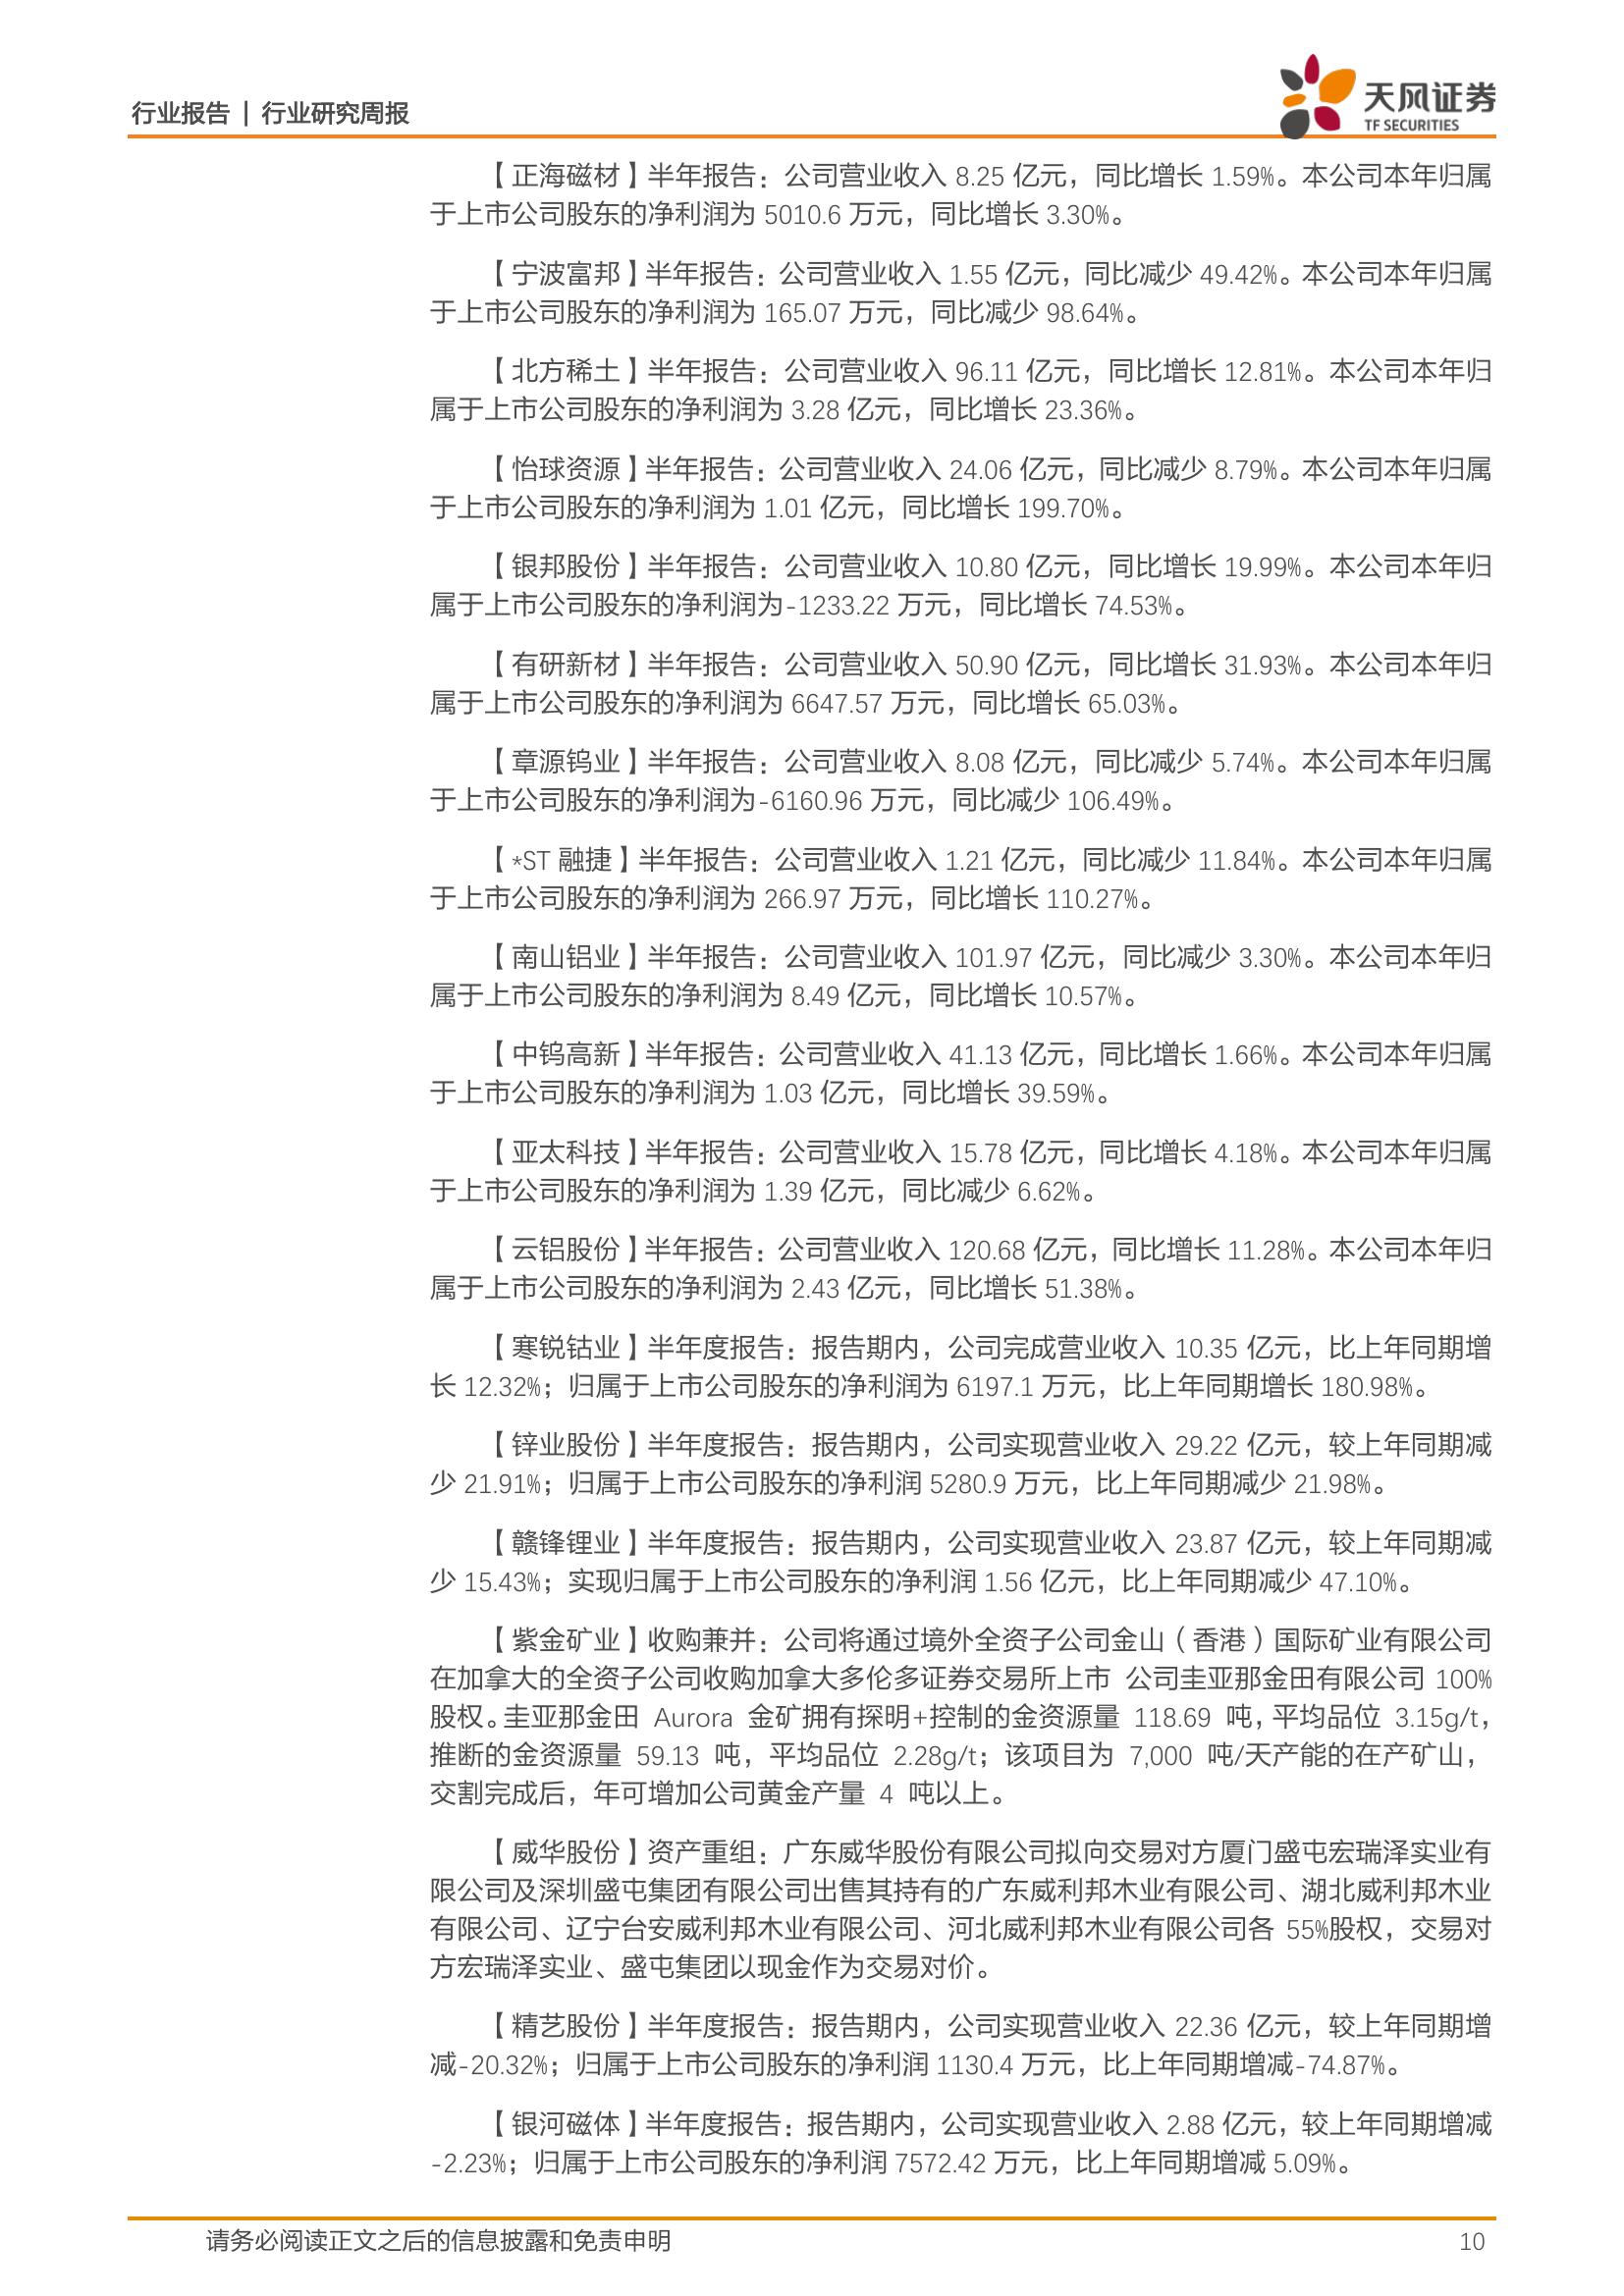 行业报告 | 行业研究周报
天风证券
TF SECURITIES
【正海磁材】半年报告：公司营业收入 8.25 亿元，同比增长 1.59%。本公司本年归属
于上市公司股东的净利润为 5010.6 万元，同比增长 3.30%。
【宁波富邦】半年报告：公司营业收入 1.55 亿元，同比减少 49.42%。本公司本年归属
于上市公司股东的净利润为 165.07 万元，同比减少 98.64%。
【北方稀土】半年报告：公司营业收入 96.11 亿元，同比增长 12.81%。本公司本年归
属于上市公司股东的净利润为 3.28 亿元，同比增长 23.36%。
【怡球资源】半年报告：公司营业收入 24.06 亿元，同比减少 8.79%。本公司本年归属
于上市公司股东的净利润为 1.01 亿元，同比增长 199.70%。
【银邦股份】半年报告：公司营业收入 10.80 亿元，同比增长 19.99%。本公司本年归
属于上市公司股东的净利润为-1233.22 万元，同比增长 74.53%。
【有研新材】半年报告：公司营业收入 50.90 亿元，同比增长 31.93%。本公司本年归
属于上市公司股东的净利润为 6647.57 万元，同比增长 65.03%。
【章源钨业】半年报告：公司营业收入 8.08 亿元，同比减少 5.74%。本公司本年归属
于上市公司股东的净利润为-6160.96 万元，同比减少 106.49%。
【*ST 融捷】半年报告：公司营业收入 1.21 亿元，同比减少 11.84%。本公司本年归属
于上市公司股东的净利润为 266.97 万元，同比增长 110.27%。
【南山铝业】半年报告：公司营业收入 101.97 亿元，同比减少 3.30%。本公司本年归
属于上市公司股东的净利润为 8.49 亿元，同比增长 10.57%。
【中钨高新】半年报告：公司营业收入 41.13 亿元，同比增长 1.66%。本公司本年归属
于上市公司股东的净利润为 1.03 亿元，同比增长 39.59%。
【亚太科技】半年报告：公司营业收入 15.78 亿元，同比增长 4.18%。本公司本年归属
于上市公司股东的净利润为 1.39 亿元，同比减少 6.62%。
【云铝股份】半年报告：公司营业收入 120.68 亿元，同比增长 11.28%。本公司本年归
属于上市公司股东的净利润为 2.43 亿元，同比增长 51.38%。
【寒锐钴业】半年度报告：报告期内，公司完成营业收入 10.35 亿元，比上年同期增
长 12.32%；归属于上市公司股东的净利润为 6197.1 万元，比上年同期增长 180.98%。
【锌业股份】半年度报告：报告期内，公司实现营业收入 29.22 亿元，较上年同期减
少 21.91%；归属于上市公司股东的净利润 5280.9 万元，比上年同期减少 21.98%。
【赣锋锂业】半年度报告：报告期内，公司实现营业收入 23.87 亿元，较上年同期减
少 15.43%；实现归属于上市公司股东的净利润 1.56 亿元，比上年同期减少 47.10%。
【紫金矿业】收购兼并：公司将通过境外全资子公司金山（香港）国际矿业有限公司
在加拿大的全资子公司收购加拿大多伦多证券交易所上市 公司圭亚那金田有限公司 100%
股权。圭亚那金田 Aurora 金矿拥有探明+控制的金资源量 118.69 吨，平均品位 3.15g/t，
推断的金资源量 59.13 吨，平均品位 2.28g/t；该项目为 7,000 吨/天产能的在产矿山，
交割完成后，年可增加公司黄金产量 4 吨以上。
【威华股份】资产重组：广东威华股份有限公司拟向交易对方厦门盛屯宏瑞泽实业有
限公司及深圳盛屯集团有限公司出售其持有的广东威利邦木业有限公司、湖北威利邦木业
有限公司、辽宁台安威利邦木业有限公司、河北威利邦木业有限公司各 55%股权，交易对
方宏瑞泽实业、盛屯集团以现金作为交易对价。
【精艺股份】半年度报告：报告期内，公司实现营业收入 22.36 亿元，较上年同期增
减-20.32%；归属于上市公司股东的净利润 1130.4 万元，比上年同期增减-74.87%。
【银河磁体】半年度报告：报告期内，公司实现营业收入 2.88 亿元，较上年同期增减
-2.23%；归属于上市公司股东的净利润 7572.42 万元，比上年同期增减 5.09%。
请务必阅读正文之后的信息披露和免责申明
10